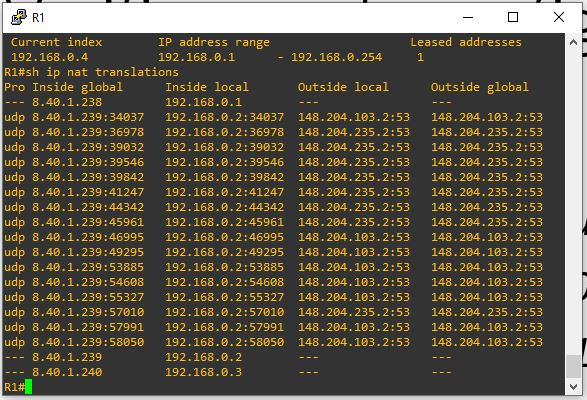 R1
Current index IP address range Leased addresses
192.168.0.4 192.168.0.1 - 192.168.0.254 1
R1#sh ip nat translations
Pro Inside global Inside local Outside local Outside global
--- 8.40.1.238 192.168.0.1 --- ---
udp 8.40.1.239:34037 192.168.0.2:34037 148.204.103.2:53 148.204.103.2:53
udp 8.40.1.239:36978 192.168.0.2:36978 148.204.235.2:53 148.204.235.2:53
udp 8.40.1.239:39032 192.168.0.2:39032 148.204.235.2:53 148.204.235.2:53
udp 8.40.1.239:39546 192.168.0.2:39546 148.204.235.2:53 148.204.235.2:53
udp 8.40.1.239:39842 192.168.0.2:39842 148.204.235.2:53 148.204.235.2:53
udp 8.40.1.239:41247 192.168.0.2:41247 148.204.235.2:53 148.204.235.2:53
udp 8.40.1.239:44342 192.168.0.2:44342 148.204.235.2:53 148.204.235.2:53
udp 8.40.1.239:45961 192.168.0.2:45961 148.204.235.2:53 148.204.235.2:53
udp 8.40.1.239:46995 192.168.0.2:46995 148.204.103.2:53 148.204.103.2:53
udp 8.40.1.239:49295 192.168.0.2:49295 148.204.103.2:53 148.204.103.2:53
udp 8.40.1.239:53885 192.168.0.2:53885 148.204.103.2:53 148.204.103.2:53
udp 8.40.1.239:54608 192.168.0.2:54608 148.204.103.2:53 148.204.103.2:53
udp 8.40.1.239:55327 192.168.0.2:55327 148.204.103.2:53 148.204.103.2:53
udp 8.40.1.239:57010 192.168.0.2:57010 148.204.235.2:53 148.204.235.2:53
udp 8.40.1.239:57991 192.168.0.2:57991 148.204.103.2:53 148.204.103.2:53
udp 8.40.1.239:58050 192.168.0.2:58050 148.204.103.2:53 148.204.103.2:53
--- 8.40.1.239 192.168.0.2 --- ---
--- 8.40.1.240 192.168.0.3 --- ---
R1#